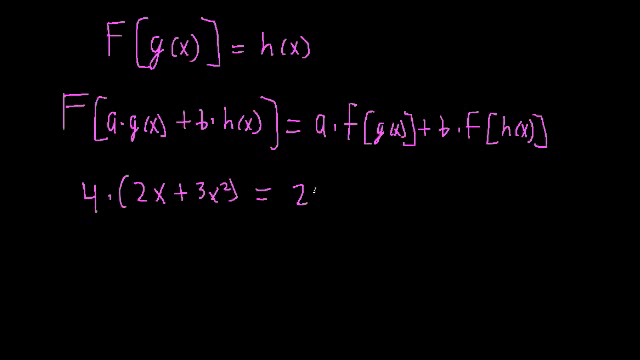 F[g(x)] = h(x)
F[a·g(x) + b·h(x)] = a·f[g(x)] + b·F[h(x)]
4·(2x + 3x²) = 2·